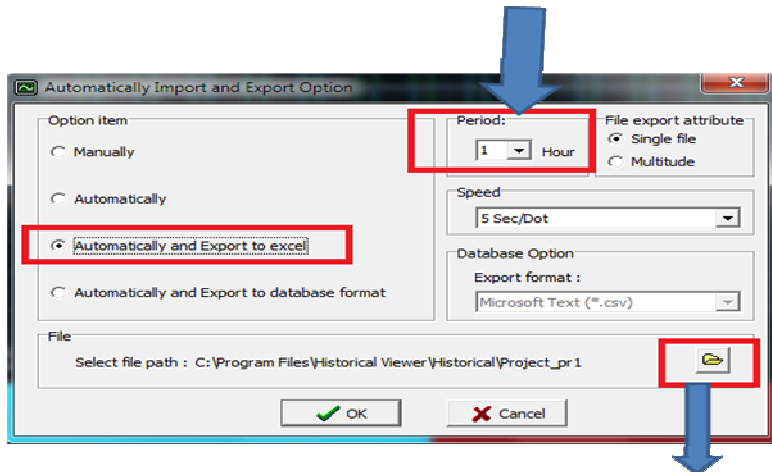 Automatically Import and Export Option
Option item
Manually
Automatically
Automatically and Export to excel
Automatically and Export to database format
Period:
1 Hour
File export attribute
Single file
Multitude
Speed
5 Sec/Dot
Database Option
Export format :
Microsoft Text (*.csv)
File
Select file path : C:\Program Files\Historical Viewer\Historical\Project_pr1
OK
Cancel